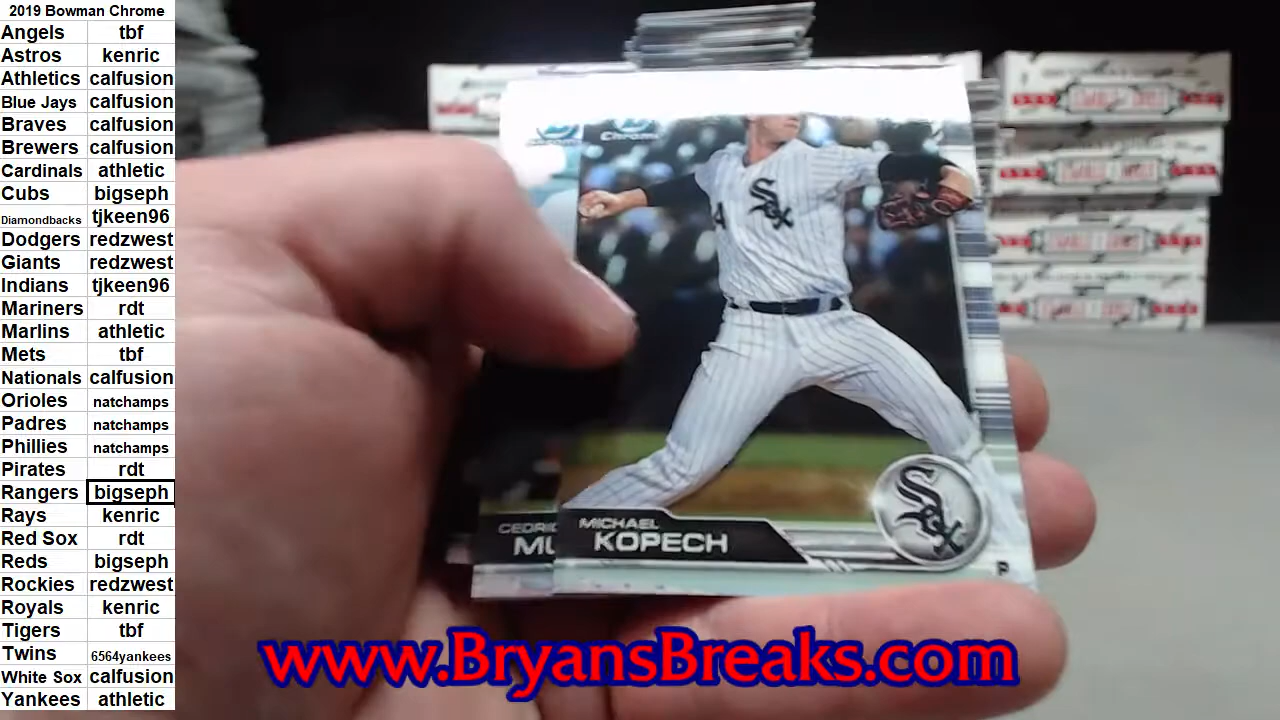 2019 Bowman Chrome
Angels tbf
Astros kenric
Athletics calfusion
Blue Jays calfusion
Braves calfusion
Brewers calfusion
Cardinals athletic
Cubs bigseph
Diamondbacks tjkeen96
Dodgers redzwest
Giants redzwest
Indians tjkeen96
Mariners rdt
Marlins athletic
Mets tbf
Nationals calfusion
Orioles natchamps
Padres natchamps
Phillies natchamps
Pirates rdt
Rangers bigseph
Rays kenric
Red Sox rdt
Reds bigseph
Rockies redzwest
Royals kenric
Tigers tbf
Twins 6564yankees
White Sox calfusion
Yankees athletic
Chrome
Sox
CEDRIC
MU
MICHAEL
KOPECH
Sox
P
www.BryansBreaks.com